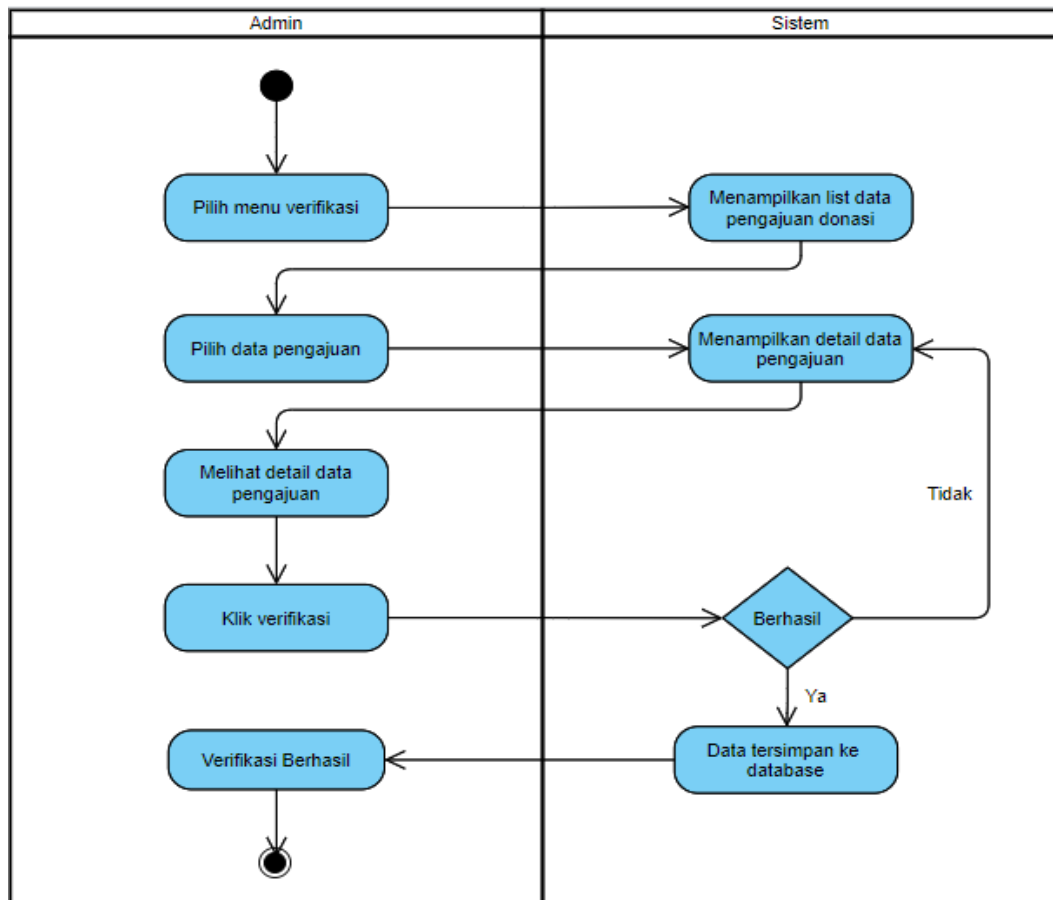 Admin
Sistem
Pilih menu verifikasi
Menampilkan list data
pengajuan donasi
Pilih data pengajuan
Menampilkan detail data
pengajuan
Melihat detail data
pengajuan
Tidak
Klik verifikasi
Berhasil
Ya
Verifikasi Berhasil
Data tersimpan ke
database